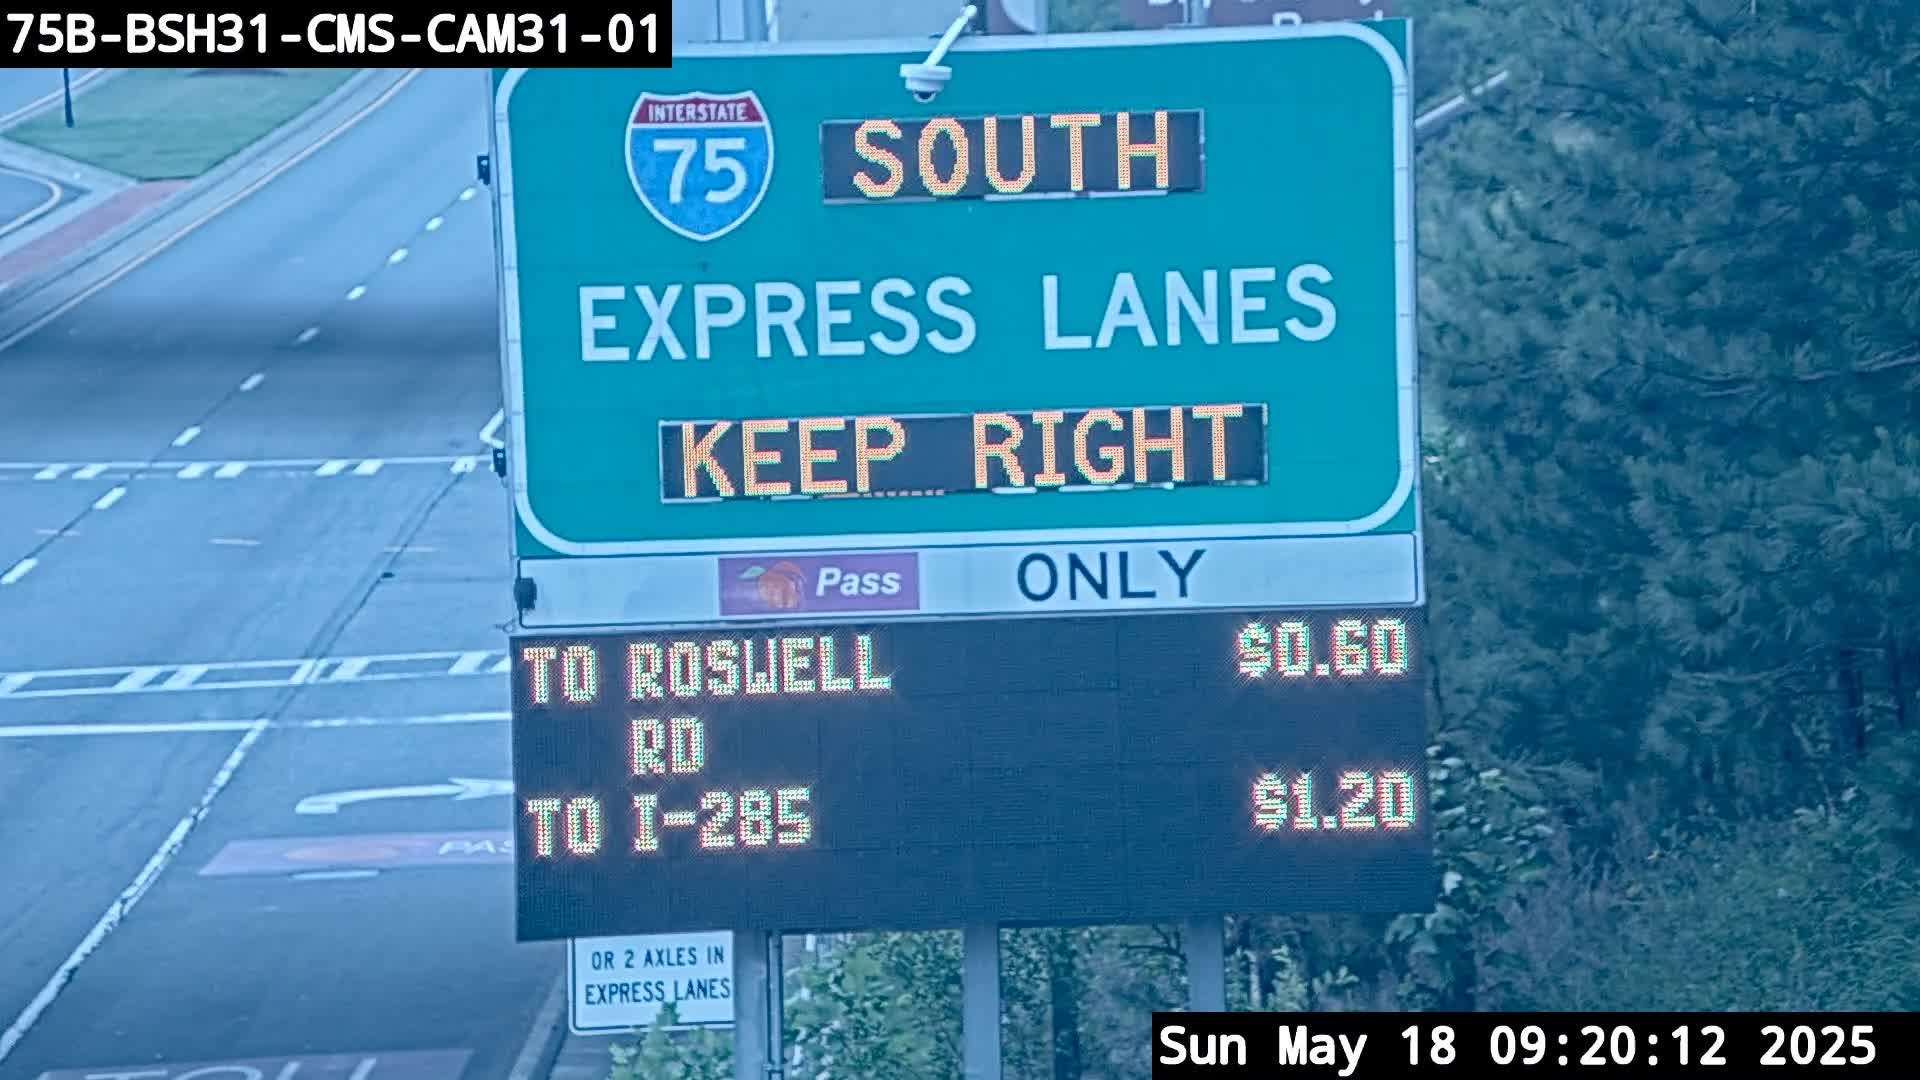 75B-BSH31-CMS-CAM31-01
INTERSTATE
75
SOUTH
EXPRESS LANES
KEEP RIGHT
Pass ONLY
TO ROSWELL $0.60
RD
TO I-285 $1.20
OR 2 AXLES IN
EXPRESS LANES
TOLL
Sun May 18 09:20:12 2025